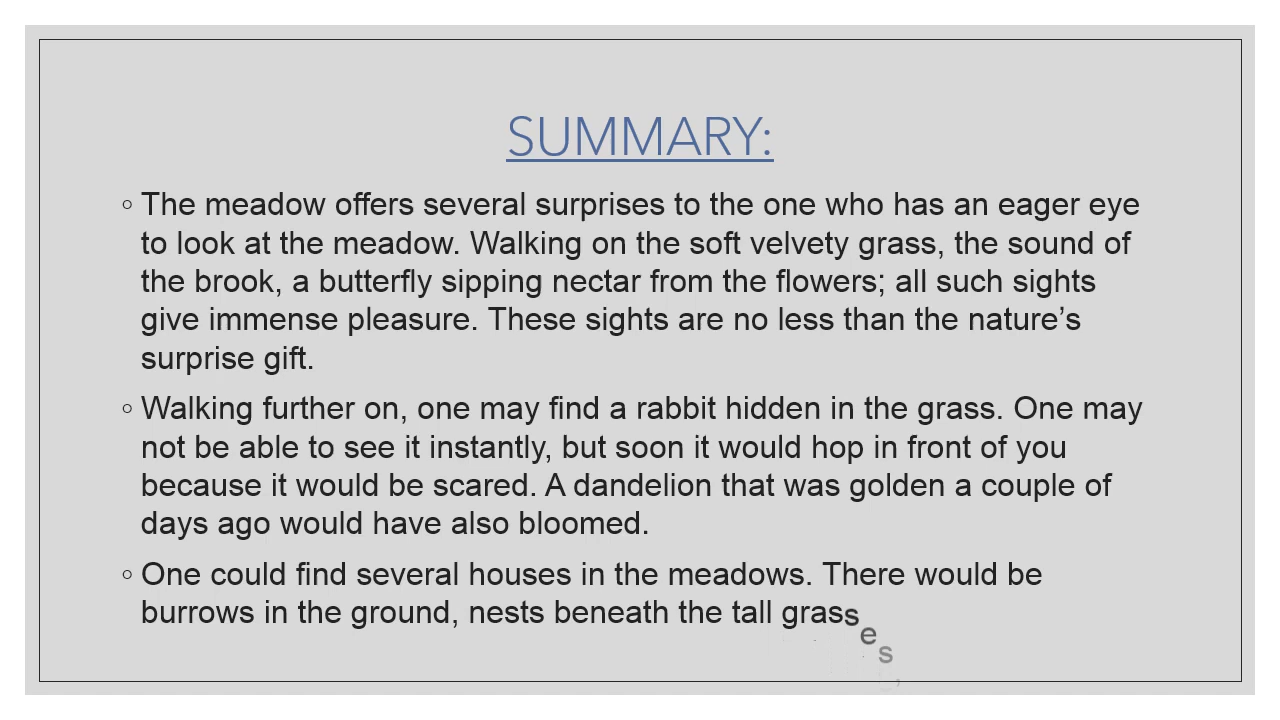 SUMMARY:
◦ The meadow offers several surprises to the one who has an eager eye
to look at the meadow. Walking on the soft velvety grass, the sound of
the brook, a butterfly sipping nectar from the flowers; all such sights
give immense pleasure. These sights are no less than the nature’s
surprise gift.
◦ Walking further on, one may find a rabbit hidden in the grass. One may
not be able to see it instantly, but soon it would hop in front of you
because it would be scared. A dandelion that was golden a couple of
days ago would have also bloomed.
◦ One could find several houses in the meadows. There would be
burrows in the ground, nests beneath the tall grasses